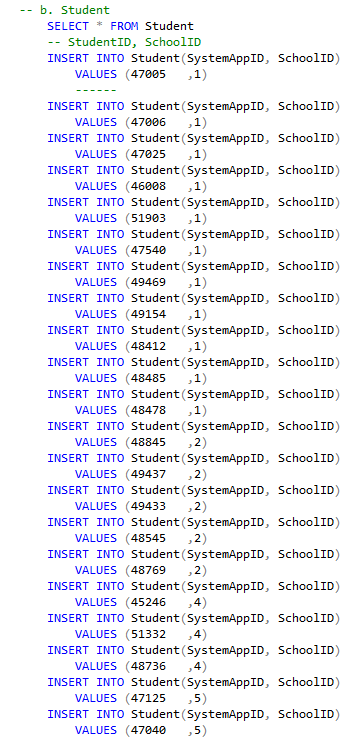 -- b. Student
SELECT * FROM Student
-- StudentID, SchoolID
INSERT INTO Student(SystemAppID, SchoolID)
VALUES (47005   ,1)
------
INSERT INTO Student(SystemAppID, SchoolID)
VALUES (47006   ,1)
INSERT INTO Student(SystemAppID, SchoolID)
VALUES (47025   ,1)
INSERT INTO Student(SystemAppID, SchoolID)
VALUES (46008   ,1)
INSERT INTO Student(SystemAppID, SchoolID)
VALUES (51903   ,1)
INSERT INTO Student(SystemAppID, SchoolID)
VALUES (47540   ,1)
INSERT INTO Student(SystemAppID, SchoolID)
VALUES (49469   ,1)
INSERT INTO Student(SystemAppID, SchoolID)
VALUES (49154   ,1)
INSERT INTO Student(SystemAppID, SchoolID)
VALUES (48412   ,1)
INSERT INTO Student(SystemAppID, SchoolID)
VALUES (48485   ,1)
INSERT INTO Student(SystemAppID, SchoolID)
VALUES (48478   ,1)
INSERT INTO Student(SystemAppID, SchoolID)
VALUES (48845   ,2)
INSERT INTO Student(SystemAppID, SchoolID)
VALUES (49437   ,2)
INSERT INTO Student(SystemAppID, SchoolID)
VALUES (49433   ,2)
INSERT INTO Student(SystemAppID, SchoolID)
VALUES (48545   ,2)
INSERT INTO Student(SystemAppID, SchoolID)
VALUES (48769   ,2)
INSERT INTO Student(SystemAppID, SchoolID)
VALUES (45246   ,4)
INSERT INTO Student(SystemAppID, SchoolID)
VALUES (51332   ,4)
INSERT INTO Student(SystemAppID, SchoolID)
VALUES (48736   ,4)
INSERT INTO Student(SystemAppID, SchoolID)
VALUES (47125   ,5)
INSERT INTO Student(SystemAppID, SchoolID)
VALUES (47040   ,5)